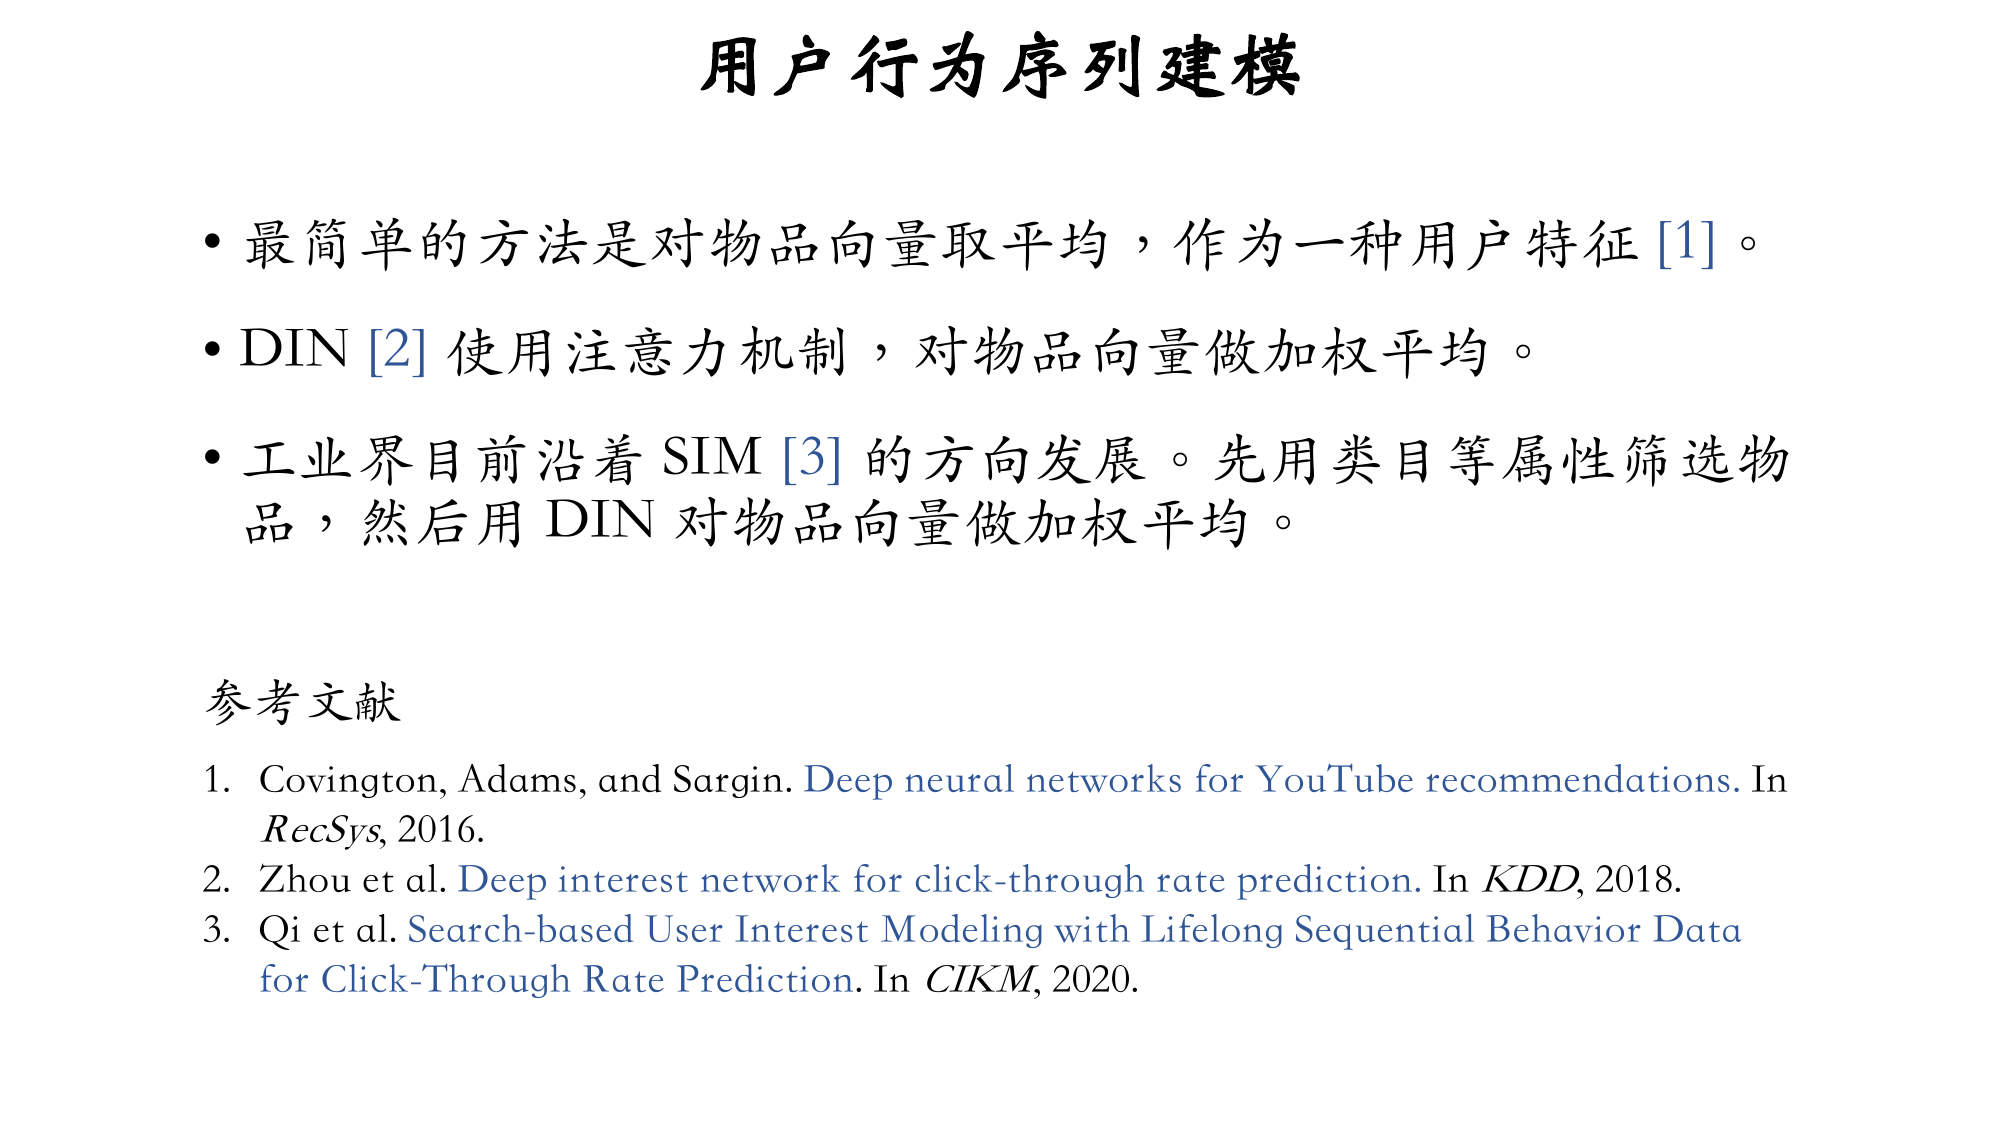 用户行为序列建模
• 最简单的方法是对物品向量取平均，作为一种用户特征 [1]。
• DIN [2] 使用注意力机制，对物品向量做加权平均。
• 工业界目前沿着 SIM [3] 的方向发展。先用类目等属性筛选物
品，然后用 DIN 对物品向量做加权平均。
参考文献
1. Covington, Adams, and Sargin. Deep neural networks for YouTube recommendations. In
RecSys, 2016.
2. Zhou et al. Deep interest network for click-through rate prediction. In KDD, 2018.
3. Qi et al. Search-based User Interest Modeling with Lifelong Sequential Behavior Data
for Click-Through Rate Prediction. In CIKM, 2020.